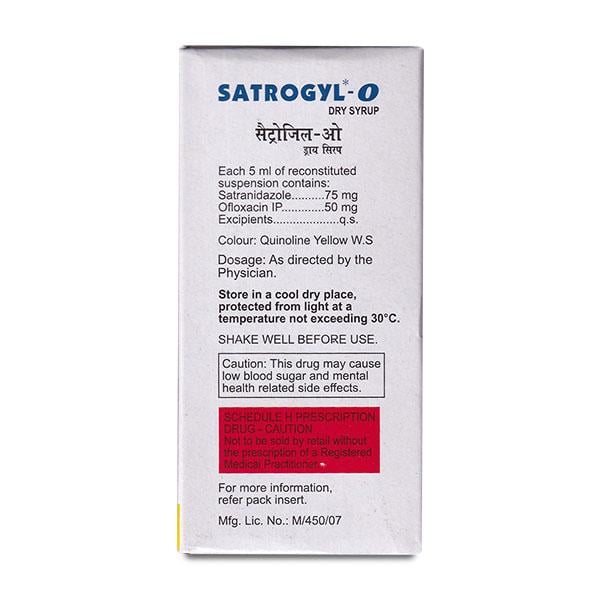 SATROGYL*-O
DRY SYRUP
सैट्रोजिल-ओ
ड्राय सिरप
Each 5 ml of reconstituted
suspension contains:
Satranidazole..........75 mg
Ofloxacin IP.............50 mg
Excipients....................q.s.
Colour: Quinoline Yellow W.S
Dosage: As directed by the
Physician.
Store in a cool dry place,
protected from light at a
temperature not exceeding 30°C.
SHAKE WELL BEFORE USE.
Caution: This drug may cause
low blood sugar and mental
health related side effects.
SCHEDULE H PRESCRIPTION
DRUG - CAUTION
Not to be sold by retail without
the prescription of a Registered
Medical Practitioner.
For more information,
refer pack insert.
Mfg. Lic. No.: M/450/07